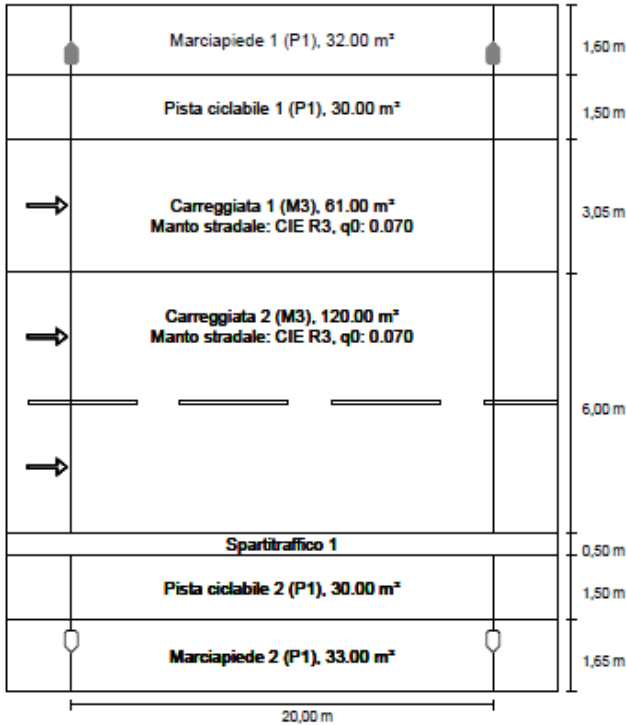 Marciapiede 1 (P1), 32.00 m²
1,60 m
Pista ciclabile 1 (P1), 30.00 m²
1,50 m
Carreggiata 1 (M3), 61.00 m²
Manto stradale: CIE R3, q0: 0.070
3,05 m
Carreggiata 2 (M3), 120.00 m²
Manto stradale: CIE R3, q0: 0.070
6,00 m
Spartitraffico 1
0,50 m
Pista ciclabile 2 (P1), 30.00 m²
1,50 m
Marciapiede 2 (P1), 33.00 m²
1,65 m
20,00 m